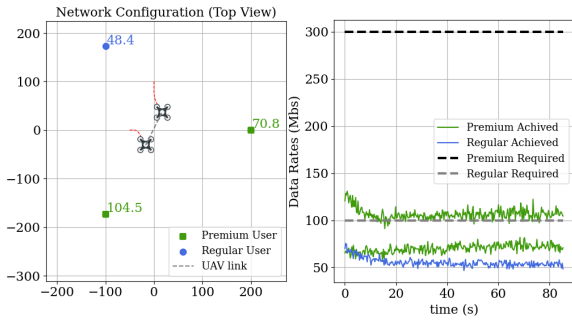 Network Configuration (Top View)
200
100
0
−100
−200
−300
−200
−100
0
100
200
48.4
70.8
104.5
Premium User
Regular User
UAV link
Data Rates (Mbs)
300
250
200
150
100
50
0
20
40
60
80
time (s)
Premium Achived
Regular Achieved
Premium Required
Regular Required